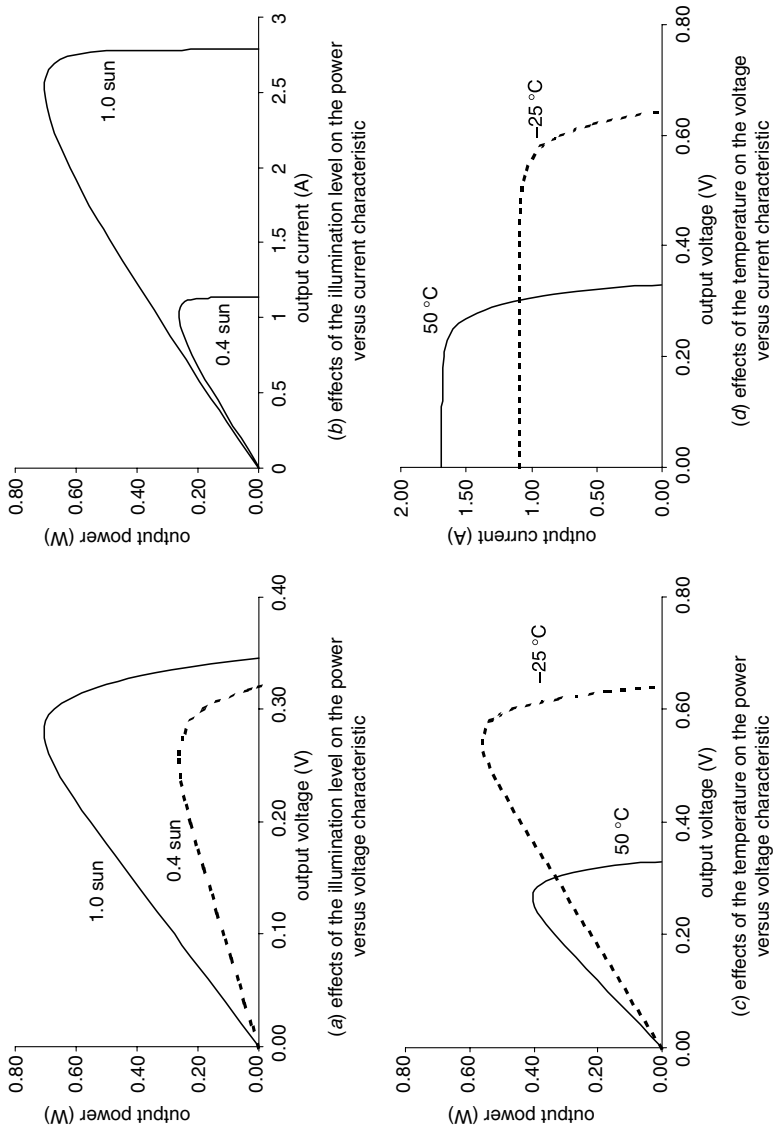 0.80
0.60
0.40
0.20
0.00
output power (W)
1.0 sun
0.4 sun
0.00
0.10
0.20
0.30
0.40
output voltage (V)
(a) effects of the illumination level on the power
versus voltage characteristic
0.80
0.60
0.40
0.20
0.00
output power (W)
1.0 sun
0.4 sun
0
0.5
1
1.5
2
2.5
3
output current (A)
(b) effects of the illumination level on the power
versus current characteristic
0.80
0.60
0.40
0.20
0.00
output power (W)
–25 °C
50 °C
0.00
0.20
0.40
0.60
0.80
output voltage (V)
(c) effects of the temperature on the power
versus voltage characteristic
2.00
1.50
1.00
0.50
0.00
output current (A)
50 °C
–25 °C
0.00
0.20
0.40
0.60
0.80
output voltage (V)
(d) effects of the temperature on the voltage
versus current characteristic